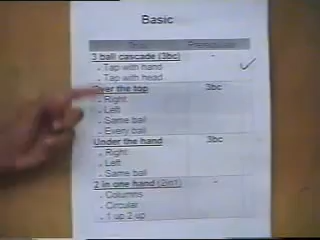 Basic
Trick Prerequisite
3 ball cascade (3bc) -
- Tap with hand
- Tap with head
Over the top 3bc
- Right
- Left
- Same ball
- Every ball
Under the hand 3bc
- Right
- Left
- Same ball
2 in one hand (2in1) -
- Columns
- Circular
- 1 up 2 up